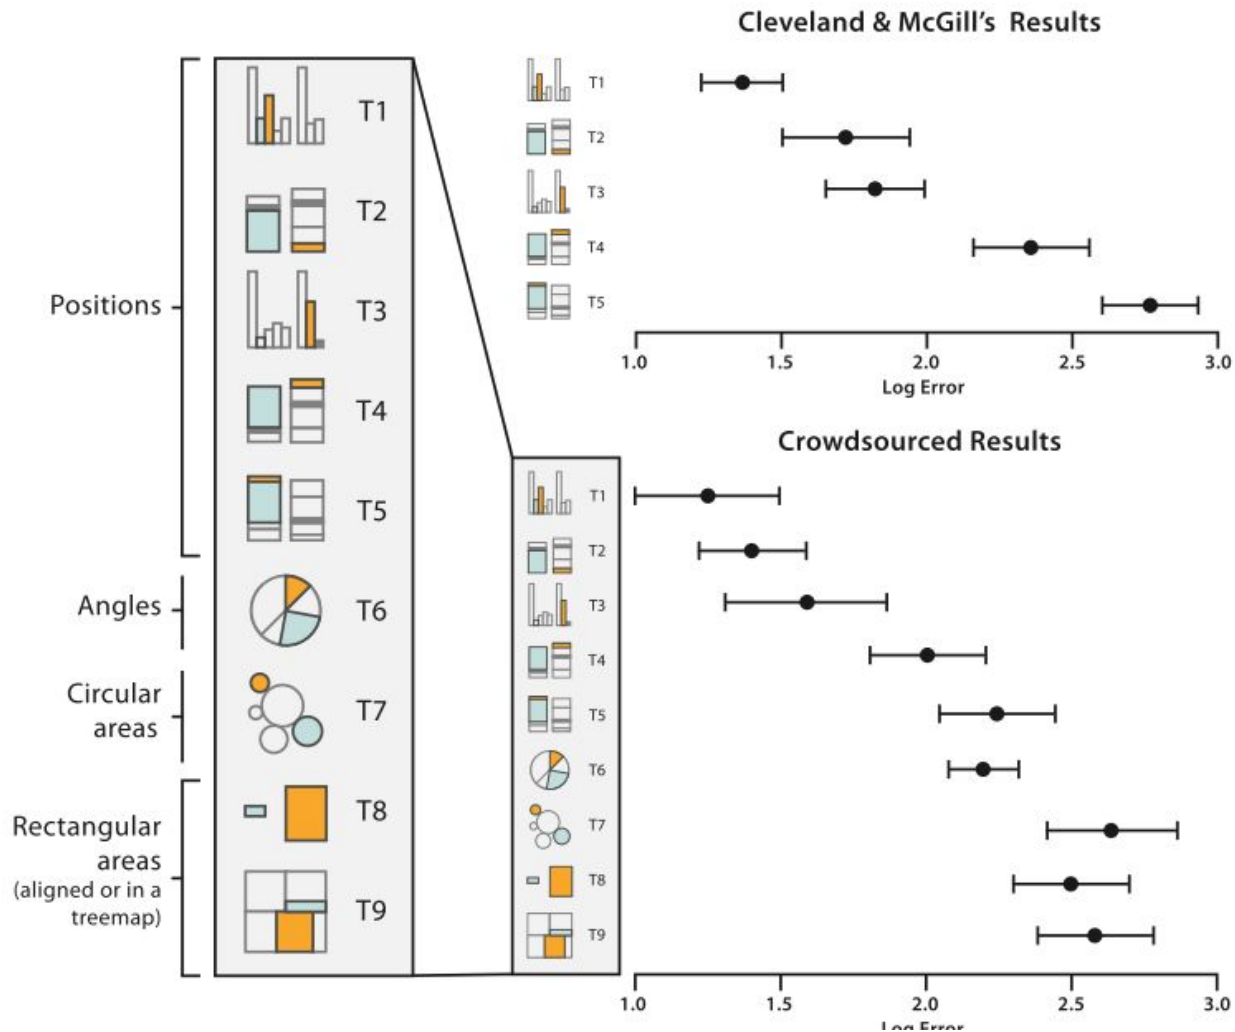 Cleveland & McGill's Results
T1
T2
T3
T4
T5
1.0 1.5 2.0 2.5 3.0
Log Error
Positions
T1
T2
T3
T4
T5
Angles
T6
Circular
areas
T7
Rectangular
areas
(aligned or in a
treemap)
T8
T9
Crowdsourced Results
T1
T2
T3
T4
T5
T6
T7
T8
T9
1.0 1.5 2.0 2.5 3.0
Log Error